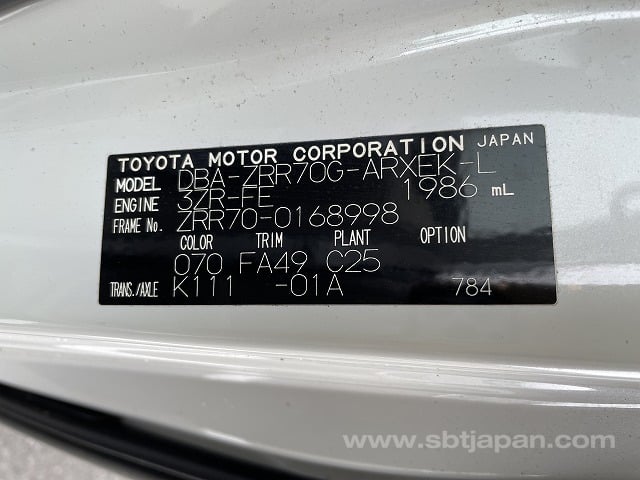 TOYOTA MOTOR CORPORATION JAPAN
MODEL DBA-ZRR70G-ARXEK-L
ENGINE 3ZR-FE 1986 mL
FRAME No. ZRR70-0168998
COLOR TRIM PLANT OPTION
070 FA49 C25
TRANS./AXLE K111 -01A 784
www.sbtjapan.com